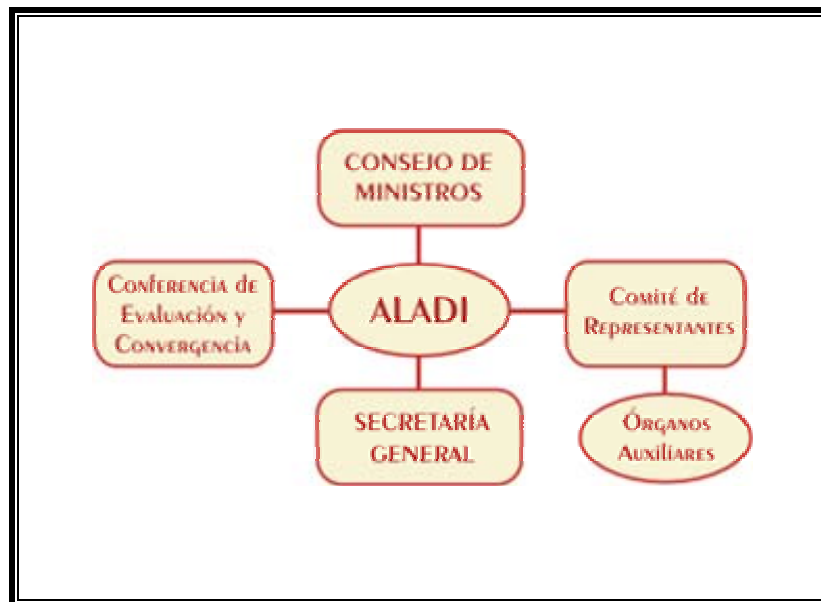 CONSEJO DE
MINISTROS
CONFERENCIA DE
EVALUACIÓN Y
CONVERGENCIA
ALADI
COMITÉ DE
REPRESENTANTES
SECRETARÍA
GENERAL
ÓRGANOS
AUXILIARES